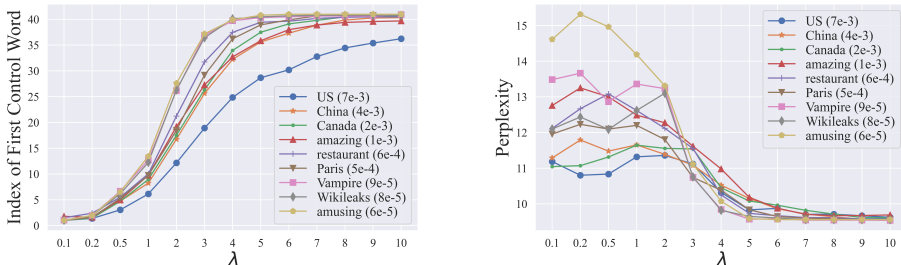 Index of First Control Word
40
35
30
25
20
15
10
5
0
US (7e-3)
China (4e-3)
Canada (2e-3)
amazing (1e-3)
restaurant (6e-4)
Paris (5e-4)
Vampire (9e-5)
Wikileaks (8e-5)
amusing (6e-5)
0.1 0.2 0.5 1 2 3 4 5 6 7 8 9 10
λ
Perplexity
15
14
13
12
11
10
US (7e-3)
China (4e-3)
Canada (2e-3)
amazing (1e-3)
restaurant (6e-4)
Paris (5e-4)
Vampire (9e-5)
Wikileaks (8e-5)
amusing (6e-5)
0.1 0.2 0.5 1 2 3 4 5 6 7 8 9 10
λ